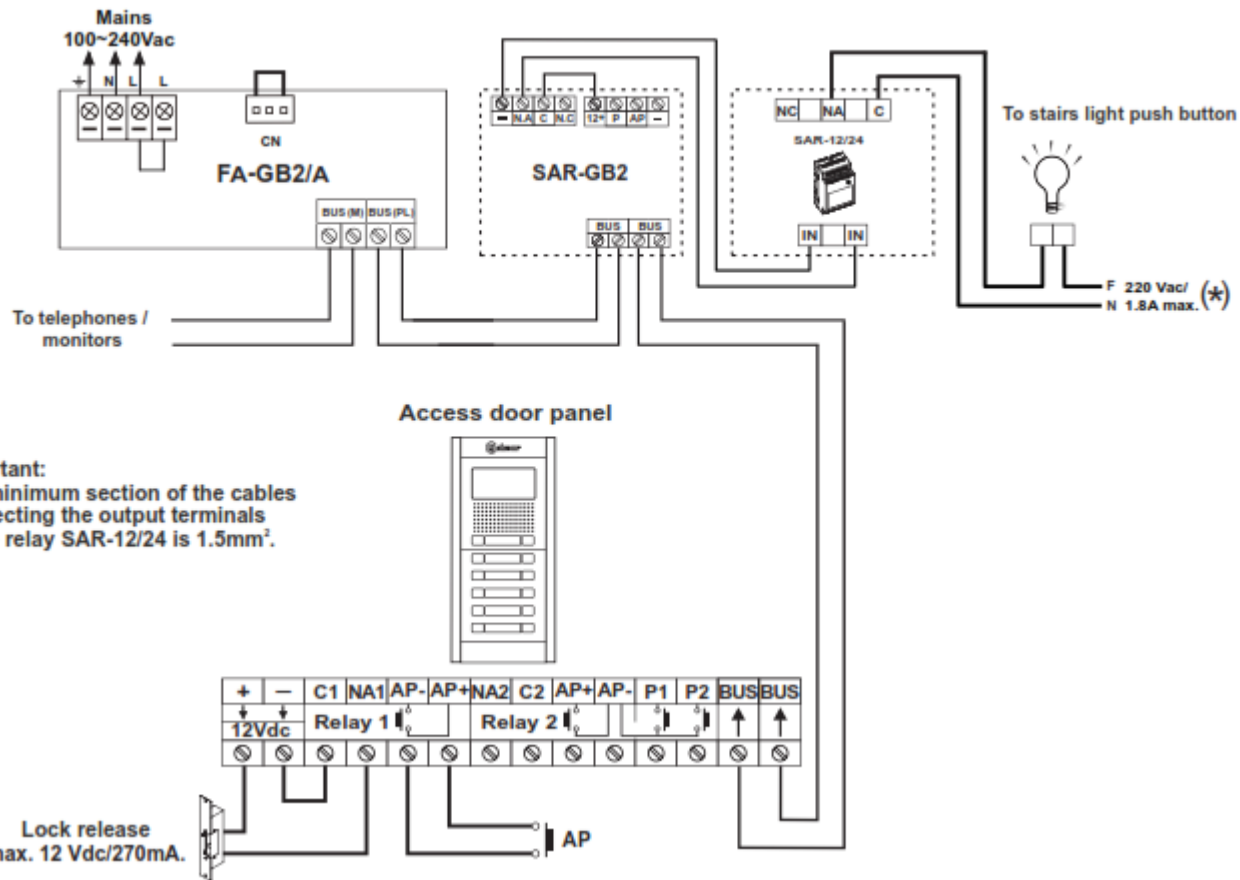 Mains
100~240Vac
N L L
CN
FA-GB2/A
BUS(M) BUS(PL)
– N.A C N.C 12+ P AP –
SAR-GB2
BUS BUS
NC NA C
SAR-12/24
IN IN
To stairs light push button
F 220 Vac/
N 1.8A max. (*)
To telephones /
monitors
Access door panel
tant:
minimum section of the cables
ecting the output terminals
relay SAR-12/24 is 1.5mm².
+ – C1 NA1 AP- AP+ NA2 C2 AP+ AP- P1 P2 BUS BUS
12Vdc Relay 1 Relay 2
Lock release
max. 12 Vdc/270mA.
AP